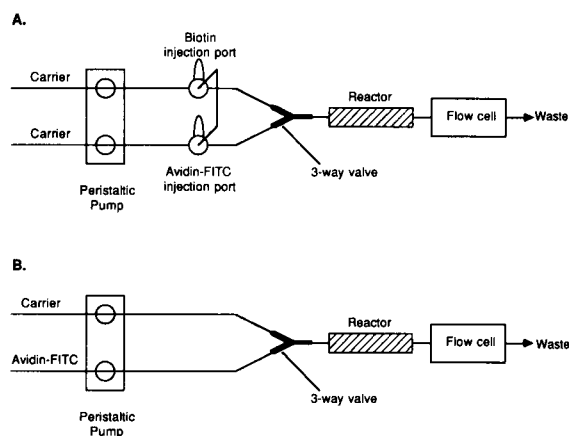 A.
Biotin
injection port
Carrier
Reactor
Flow cell
Waste
Carrier
Avidin-FITC
injection port
3-way valve
Peristaltic
Pump
B.
Carrier
Reactor
Flow cell
Waste
Avidin-FITC
3-way valve
Peristaltic
Pump